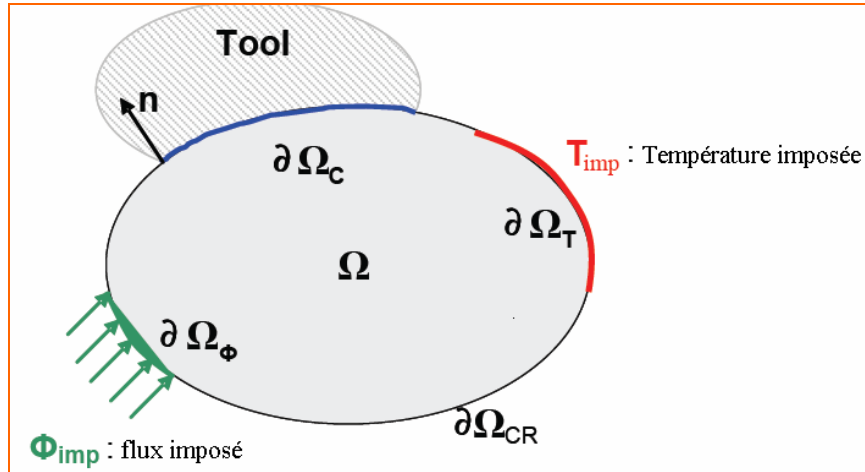 Tool
n
∂Ω_C
T_imp : Température imposée
∂Ω_T
Ω
∂Ω_Φ
∂Ω_CR
Φ_imp : flux imposé